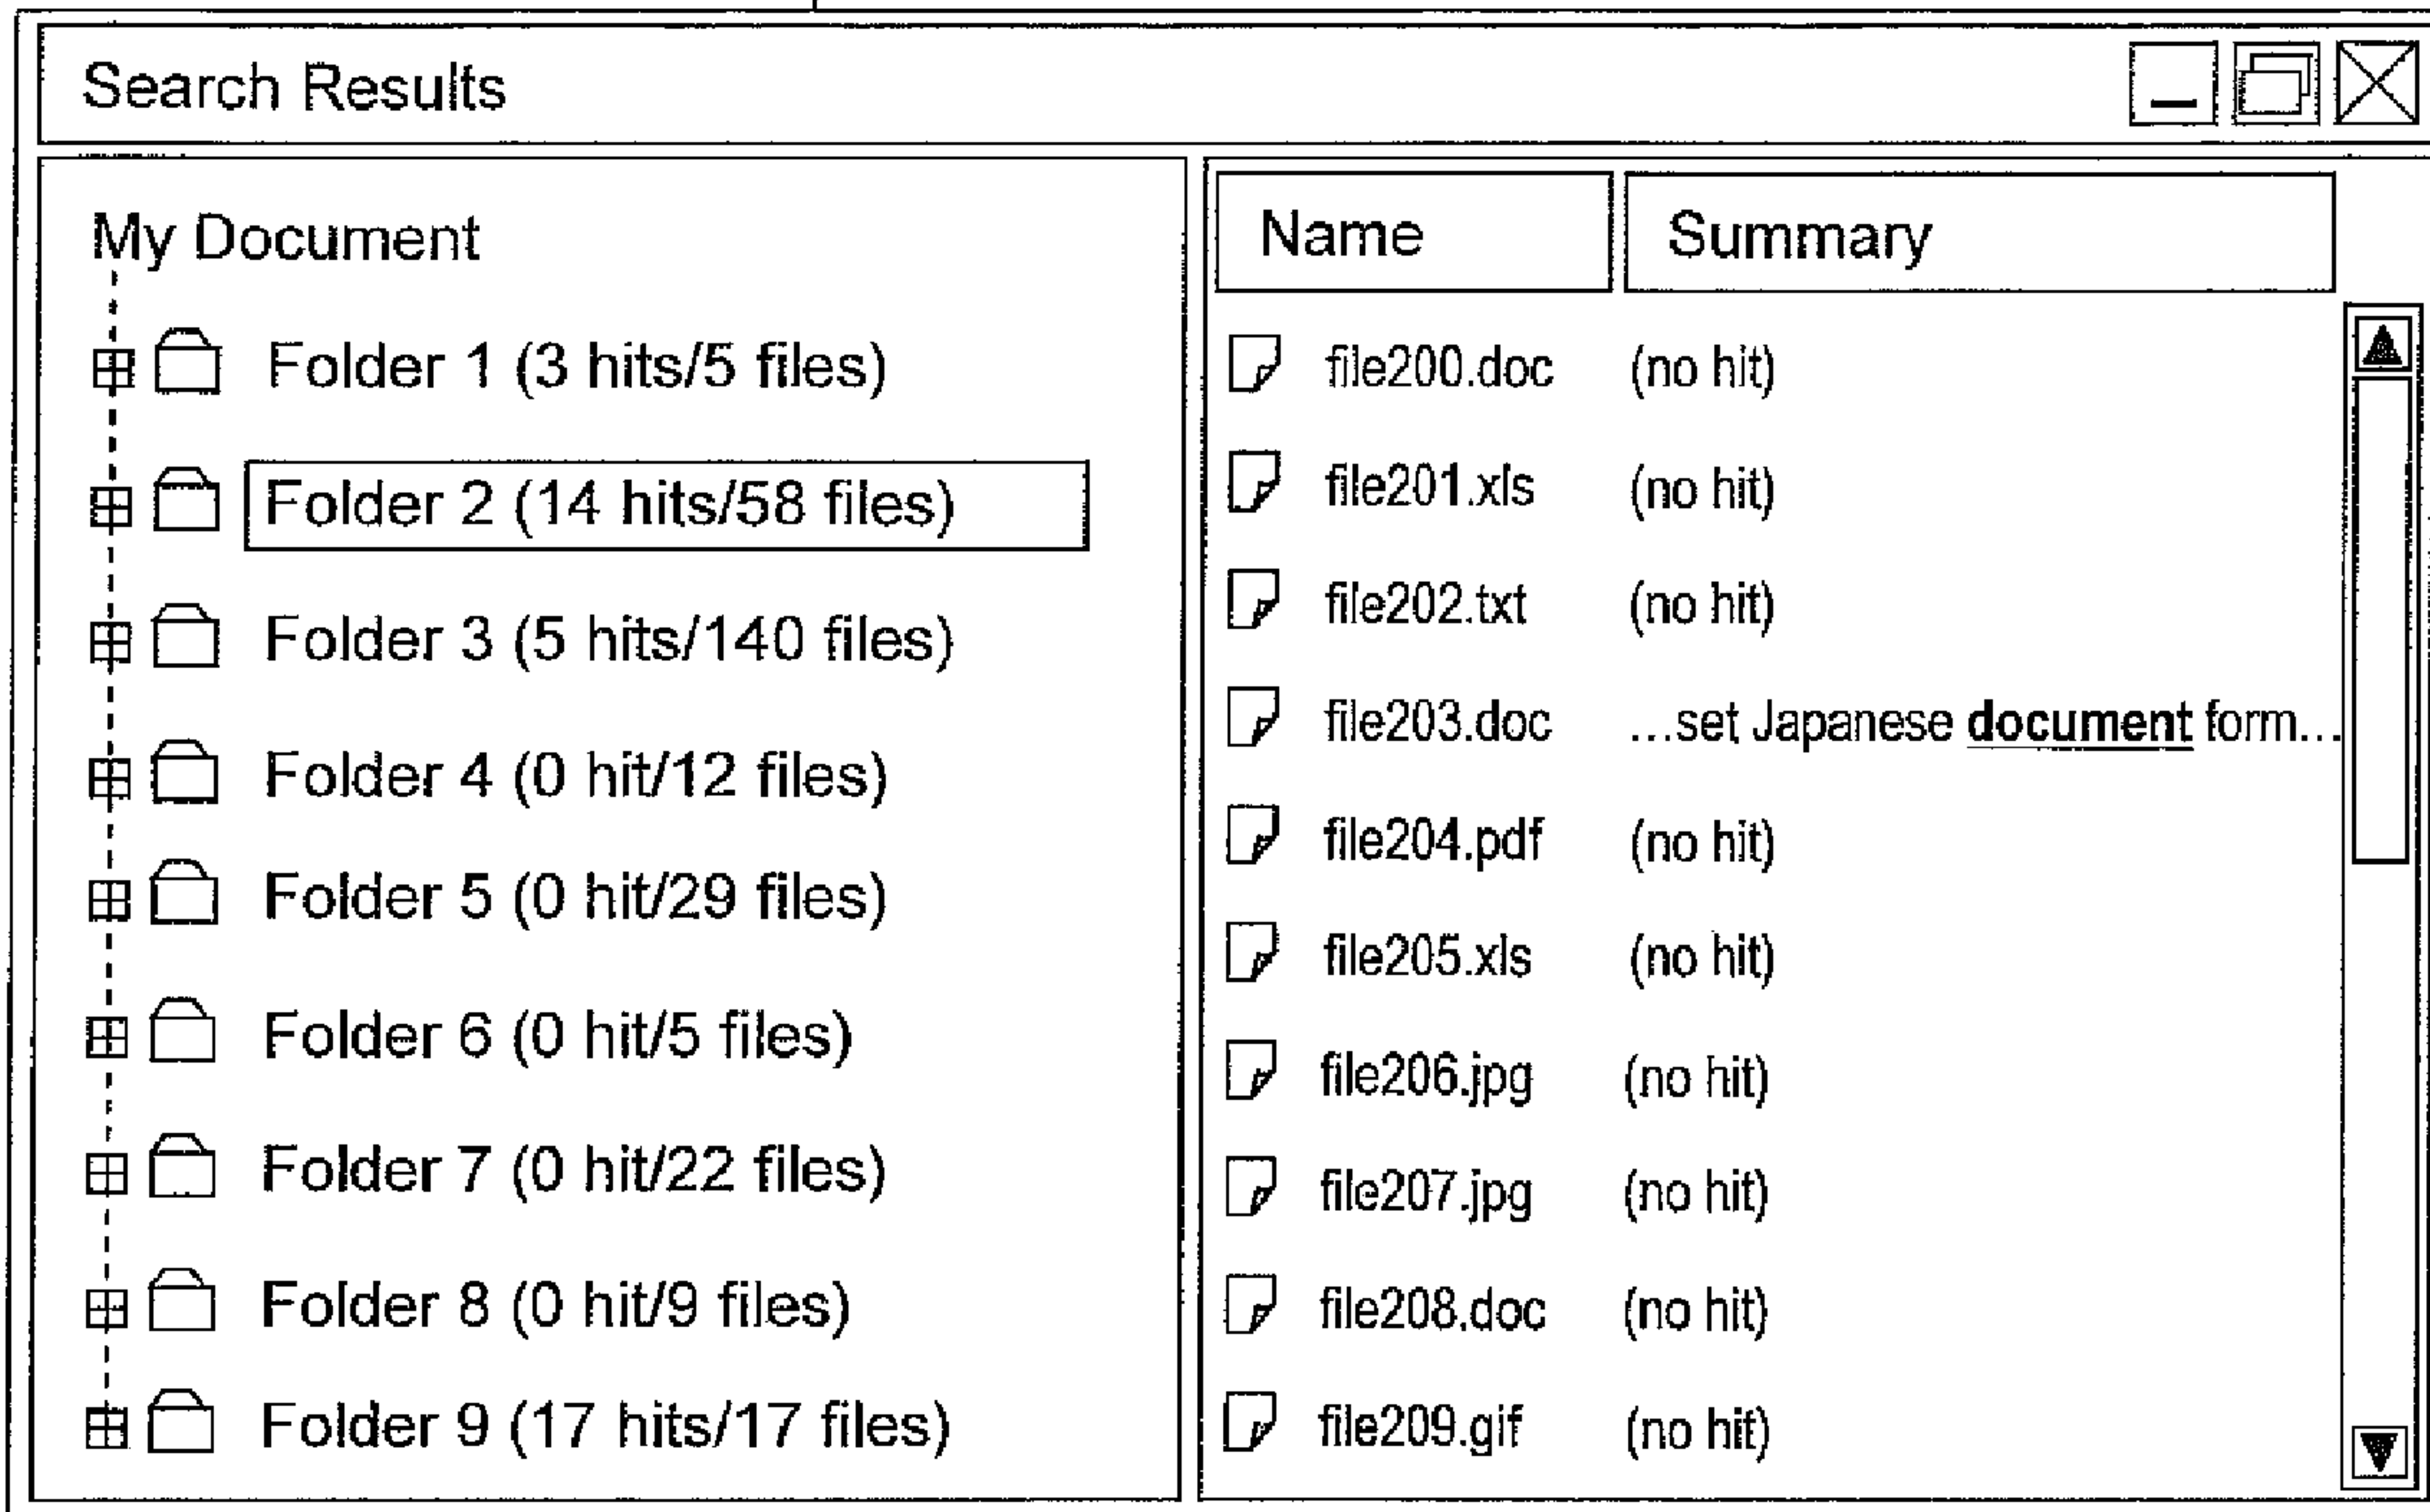 Search Results
My Document
Folder 1 (3 hits/5 files)
Folder 2 (14 hits/58 files)
Folder 3 (5 hits/140 files)
Folder 4 (0 hit/12 files)
Folder 5 (0 hit/29 files)
Folder 6 (0 hit/5 files)
Folder 7 (0 hit/22 files)
Folder 8 (0 hit/9 files)
Folder 9 (17 hits/17 files)
Name Summary
file200.doc (no hit)
file201.xls (no hit)
file202.txt (no hit)
file203.doc ...set Japanese document form...
file204.pdf (no hit)
file205.xls (no hit)
file206.jpg (no hit)
file207.jpg (no hit)
file208.doc (no hit)
file209.gif (no hit)